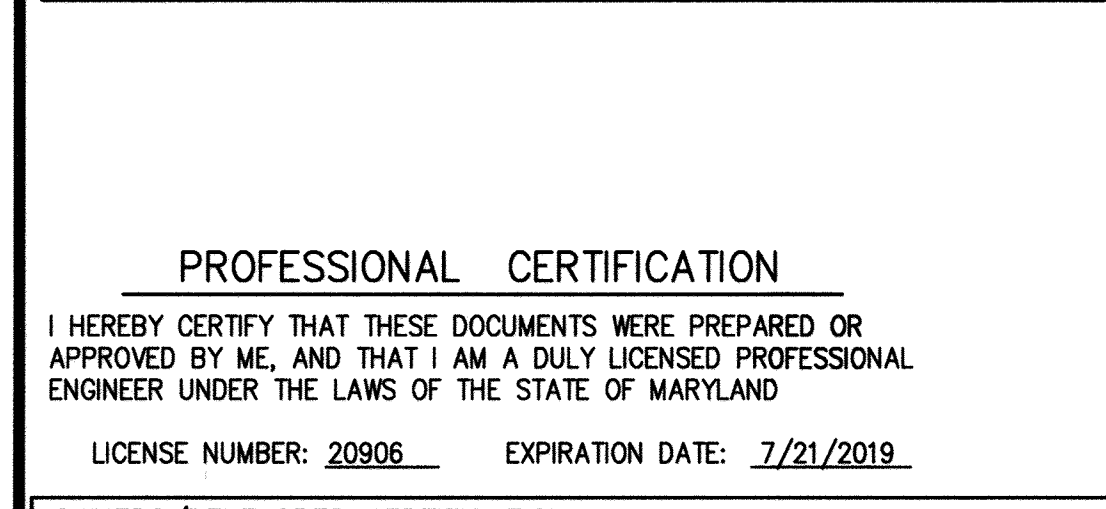 PROFESSIONAL CERTIFICATION
I HEREBY CERTIFY THAT THESE DOCUMENTS WERE PREPARED OR
APPROVED BY ME, AND THAT I AM A DULY LICENSED PROFESSIONAL
ENGINEER UNDER THE LAWS OF THE STATE OF MARYLAND
LICENSE NUMBER: 20906 EXPIRATION DATE: 7/21/2019